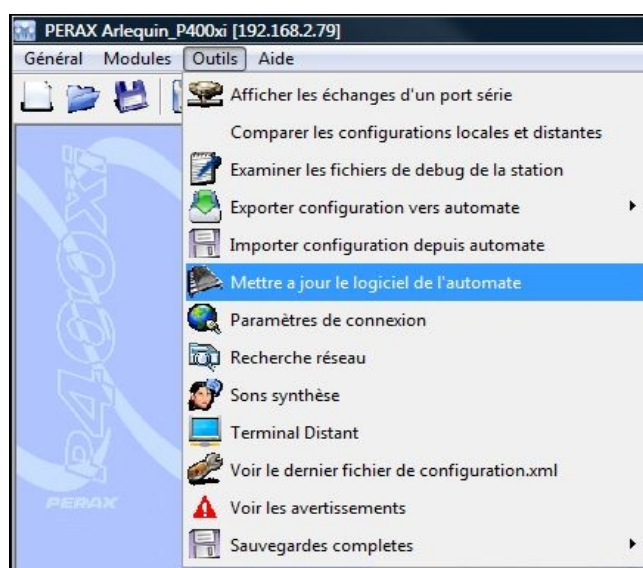 PERAX Arlequin_P400xi [192.168.2.79]
Général Modules Outils Aide
Afficher les échanges d'un port série
Comparer les configurations locales et distantes
Examiner les fichiers de debug de la station
Exporter configuration vers automate
Importer configuration depuis automate
Mettre a jour le logiciel de l'automate
Paramètres de connexion
Recherche réseau
Sons synthèse
Terminal Distant
Voir le dernier fichier de configuration.xml
Voir les avertissements
Sauvegardes completes
P400xi
PERAX